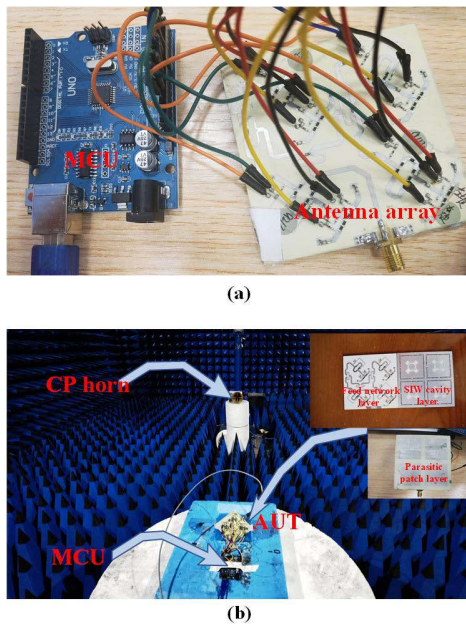 UNO
MCU
Antenna array
(a)
CP horn
Feed network
layer
SIW cavity
layer
Parasitic
patch layer
AUT
MCU
(b)